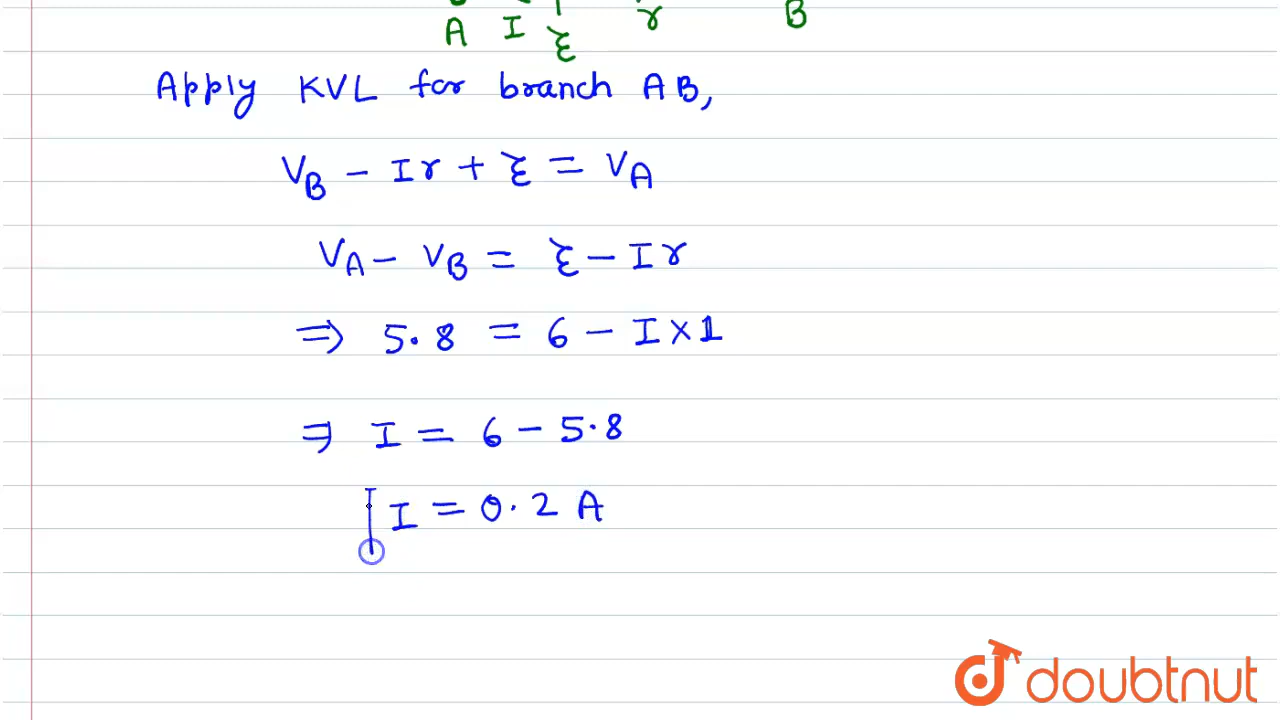 A I ξ r B
Apply KVL for branch AB,
V_B - Ir + ξ = V_A
V_A - V_B = ξ - Ir
⇒ 5.8 = 6 - I×1
⇒ I = 6 - 5.8
I = 0.2 A
doubtnut